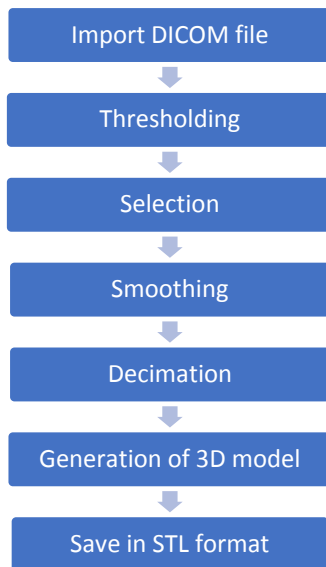 Import DICOM file
Thresholding
Selection
Smoothing
Decimation
Generation of 3D model
Save in STL format